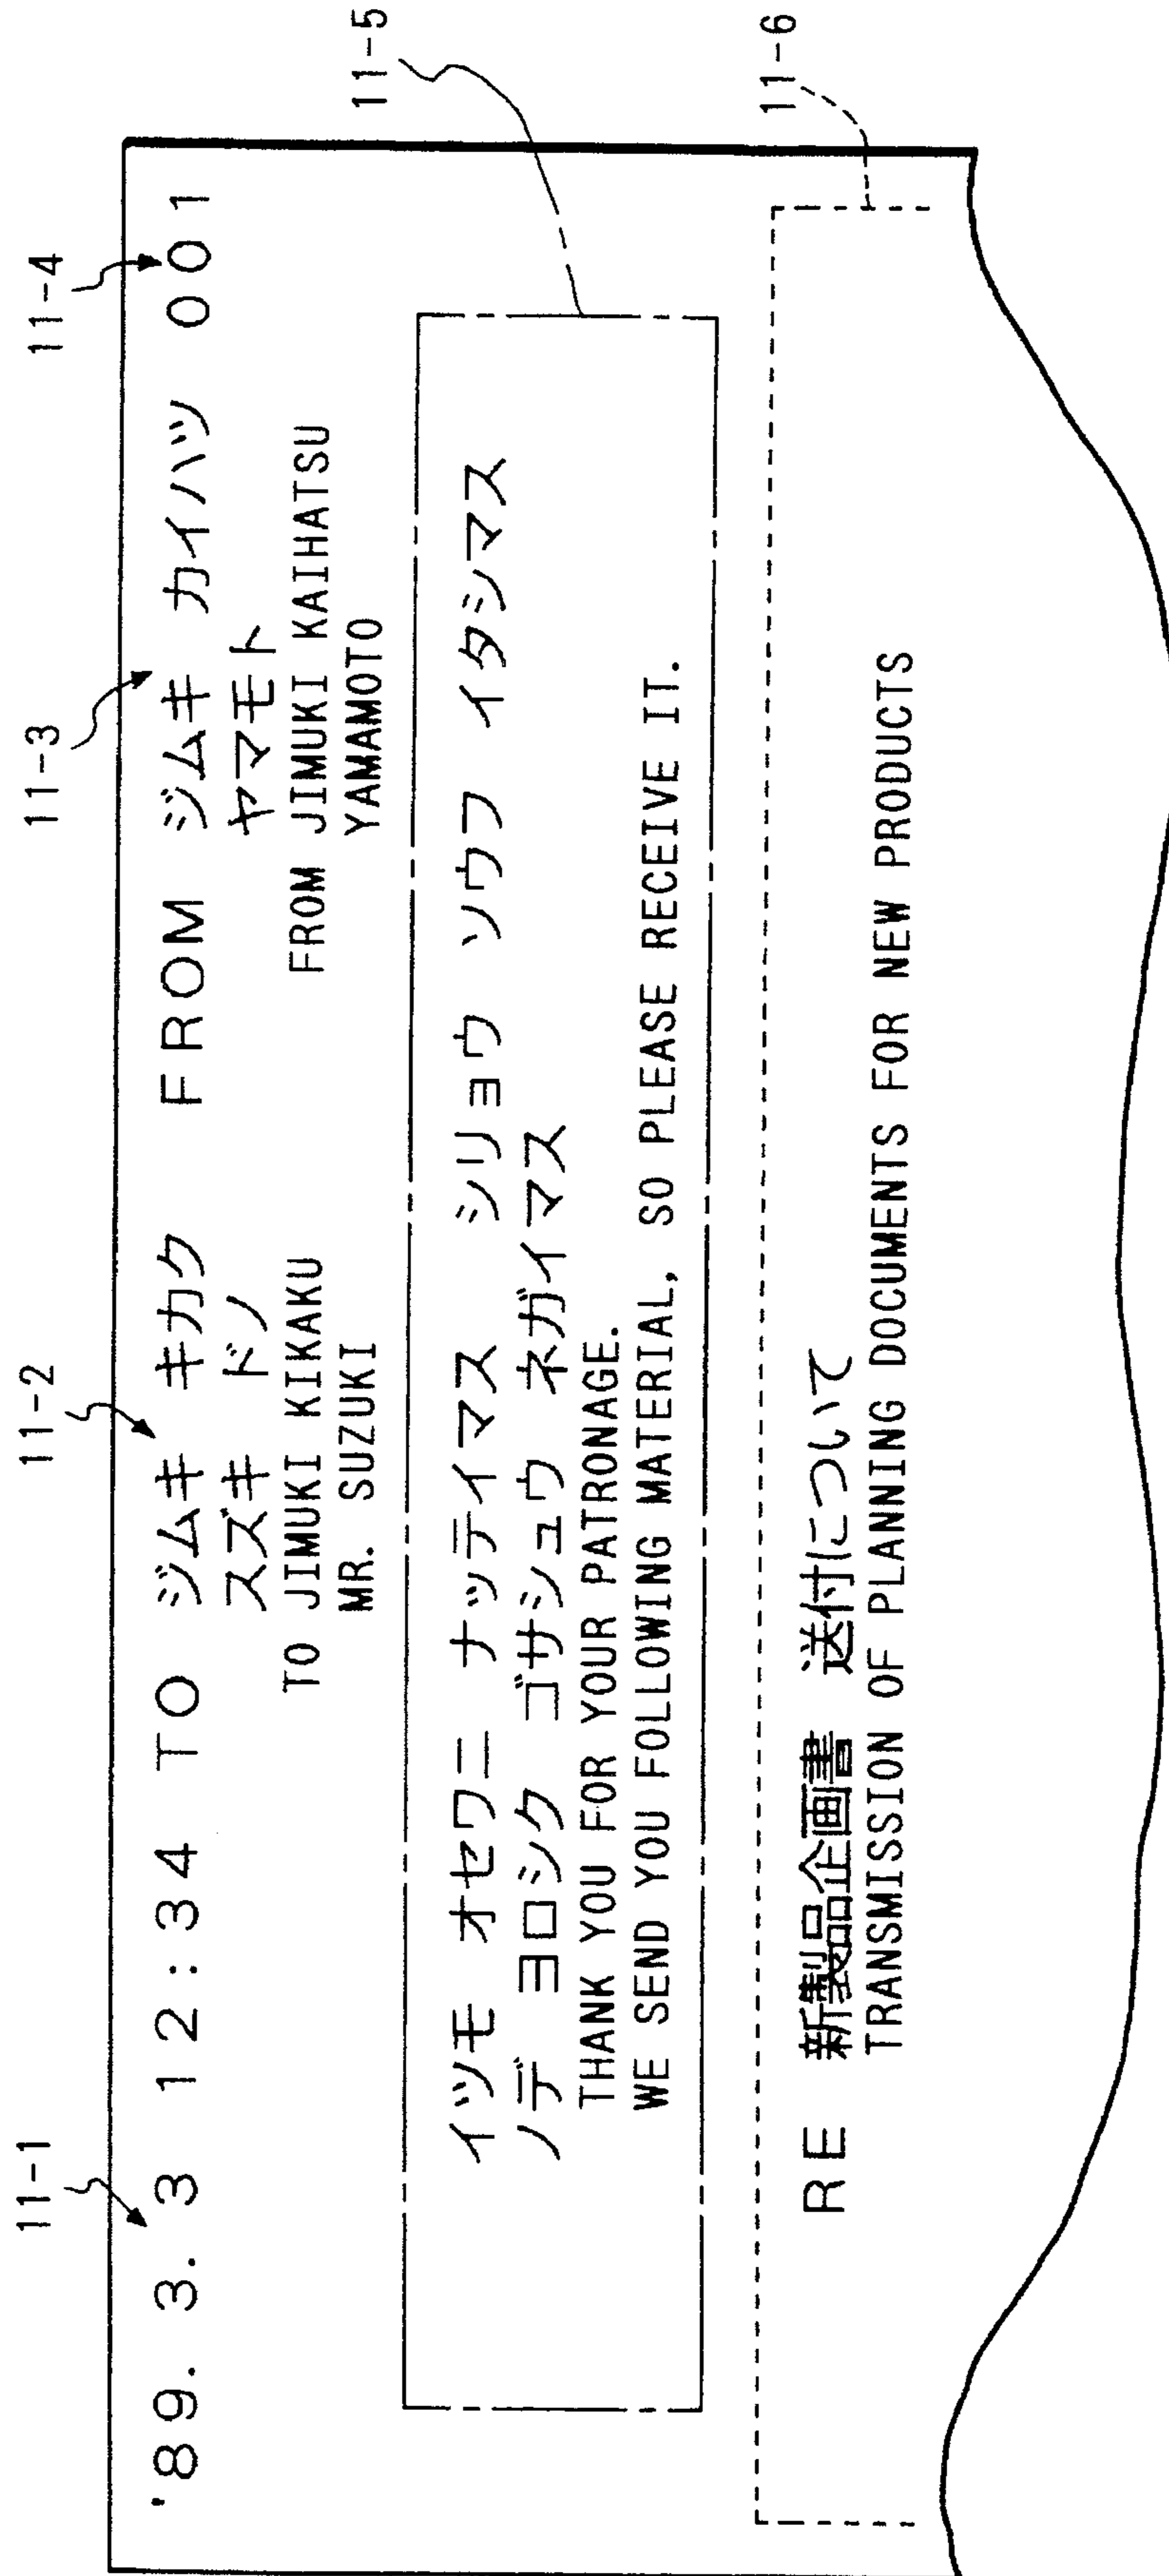 11-1
11-2
11-3
11-4
'89. 3. 3 12:34 TO ジムキ キカク FROM ジムキ カイハツ 001
スズキ ドノ ヤマモト
TO JIMUKI KIKAKU FROM JIMUKI KAIHATSU
MR. SUZUKI YAMAMOTO
11-5
イツモ オセワニ ナッテイマス シリョウ ソウフ イタシマス
ノデ ヨロシク ゴサシュウ ネガイマス
THANK YOU FOR YOUR PATRONAGE.
WE SEND YOU FOLLOWING MATERIAL, SO PLEASE RECEIVE IT.
11-6
RE 新製品企画書 送付について
TRANSMISSION OF PLANNING DOCUMENTS FOR NEW PRODUCTS